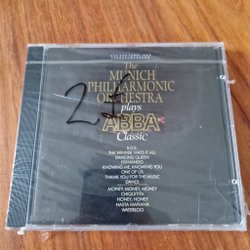 The
MUNICH
PHILHARMONIC
ORCHESTRA
plays
ABBA
Classic
S.O.S.
THE WINNER TAKES IT ALL
DANCING QUEEN
FERNANDO
KNOWING ME, KNOWING YOU
ONE OF US
THANK YOU FOR THE MUSIC
MONEY, MONEY, MONEY
CHIQUITITA
HONEY, HONEY
HASTA MANANA
WATERLOO